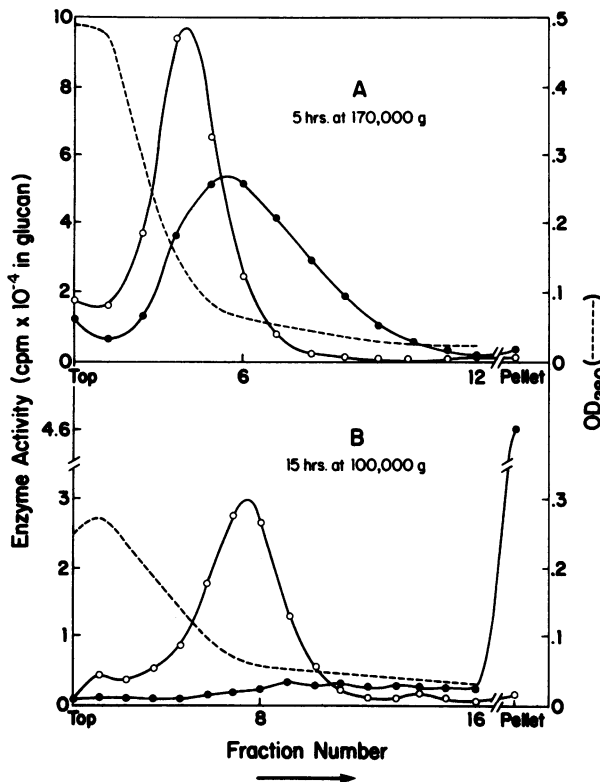 Enzyme Activity (cpm x 10⁻⁴ in glucan)
10
8
6
4
2
0
A
5 hrs. at 170,000 g
.5
.4
.3
.2
.1
0
Top
6
12
Pellet
OD₂₈₀ (-----)
4.6
3
2
1
0
B
15 hrs. at 100,000 g
.3
.2
.1
0
Top
8
16
Pellet
Fraction Number